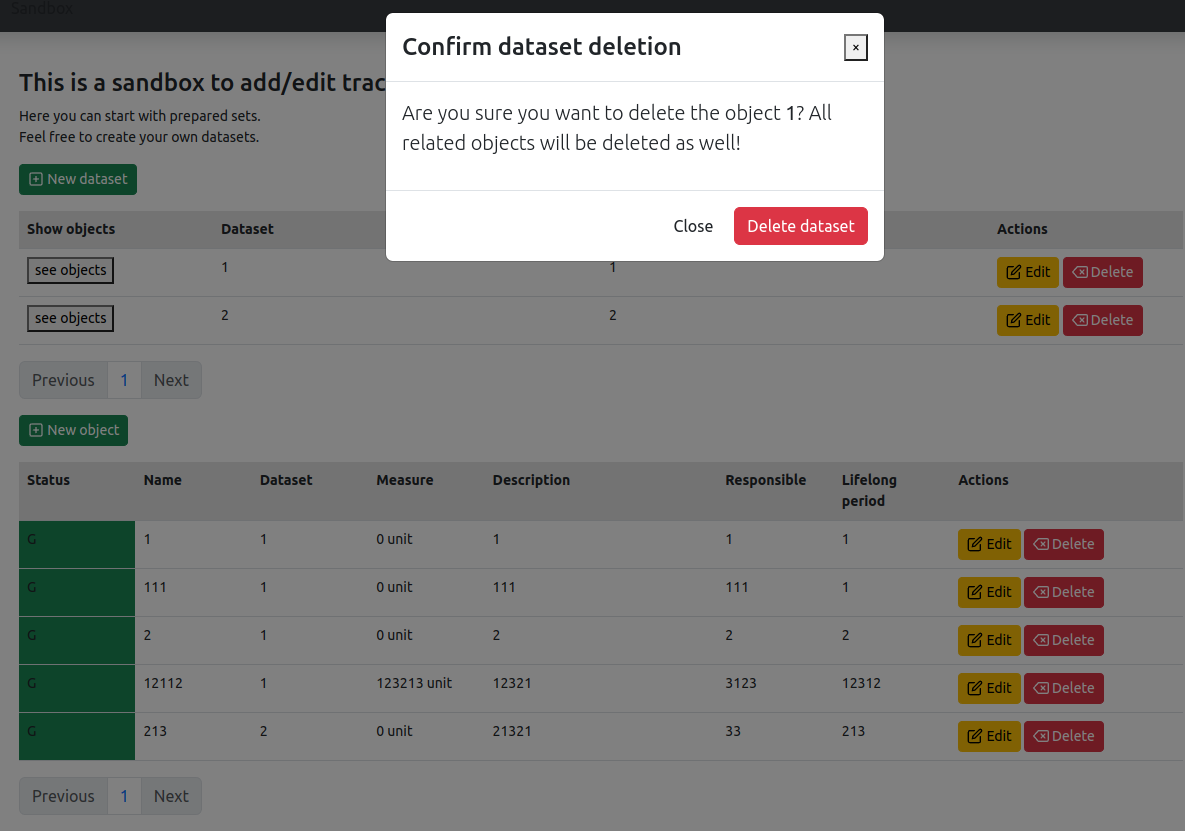 Sandbox
Confirm dataset deletion ×
Are you sure you want to delete the object 1? All
related objects will be deleted as well!
Close Delete dataset
This is a sandbox to add/edit trac
Here you can start with prepared sets.
Feel free to create your own datasets.
New dataset
Show objects Dataset Actions
see objects 1 1 Edit Delete
see objects 2 2 Edit Delete
Previous 1 Next
New object
Status Name Dataset Measure Description Responsible Lifelong period Actions
G 1 1 0 unit 1 1 1 Edit Delete
G 111 1 0 unit 111 111 1 Edit Delete
G 2 1 0 unit 2 2 2 Edit Delete
G 12112 1 123213 unit 12321 3123 12312 Edit Delete
G 213 2 0 unit 21321 33 213 Edit Delete
Previous 1 Next